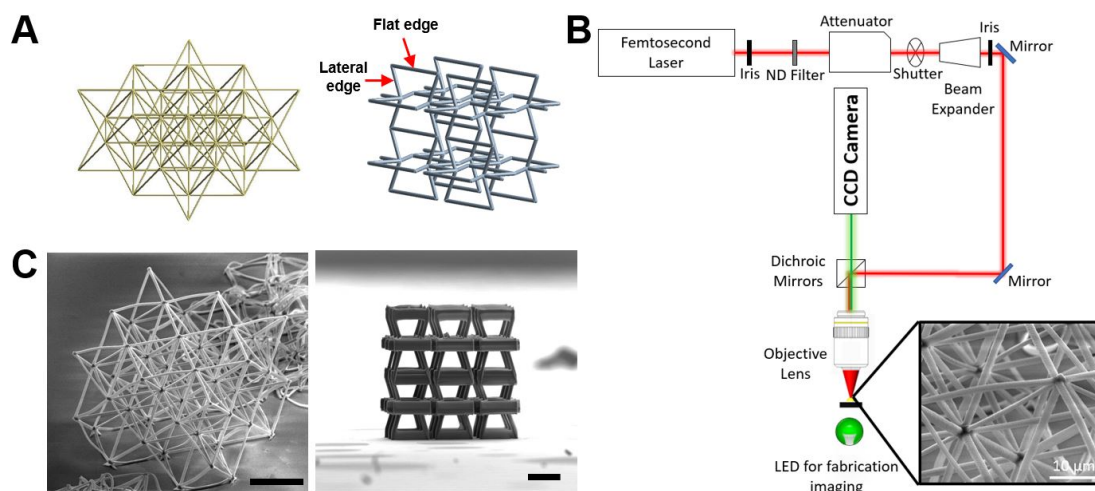 A
Flat edge
Lateral
edge
B
Femtosecond
Laser
Iris
ND Filter
Attenuator
Shutter
Beam
Expander
Iris
Mirror
CCD Camera
Dichroic
Mirrors
Mirror
Objective
Lens
LED for fabrication
imaging
10 µm
C